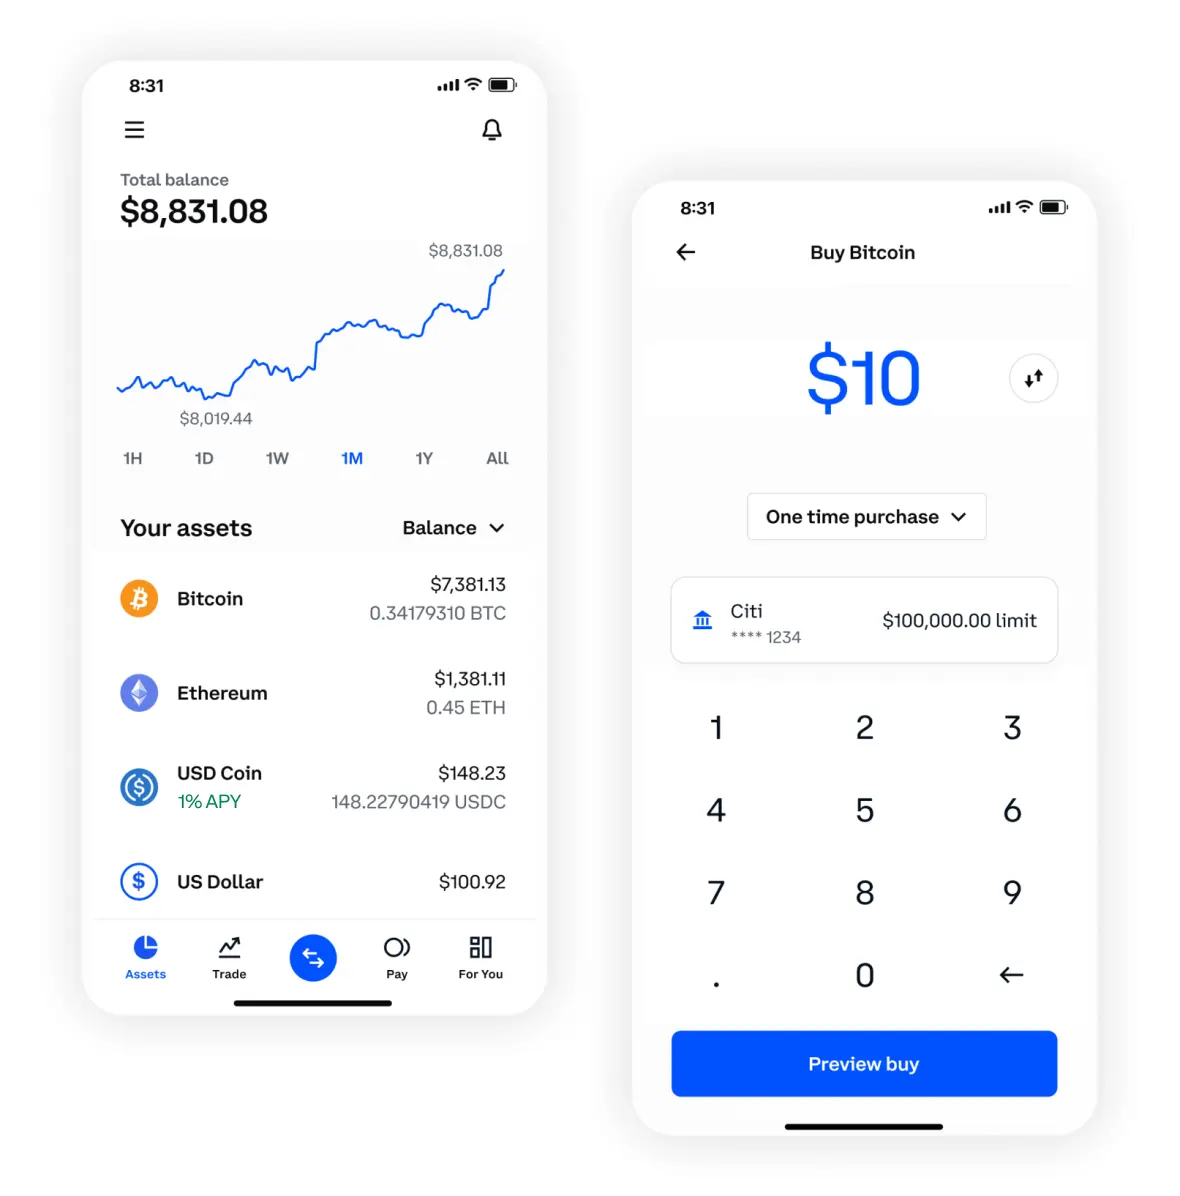 8:31
Total balance
$8,831.08
$8,831.08
$8,019.44
1H 1D 1W 1M 1Y All
Your assets Balance
Bitcoin $7,381.13
0.34179310 BTC
Ethereum $1,381.11
0.45 ETH
USD Coin $148.23
1% APY 148.22790419 USDC
$ US Dollar $100.92
Assets Trade Pay For You
8:31
Buy Bitcoin
$10
One time purchase
Citi $100,000.00 limit
**** 1234
1 2 3
4 5 6
7 8 9
. 0
Preview buy